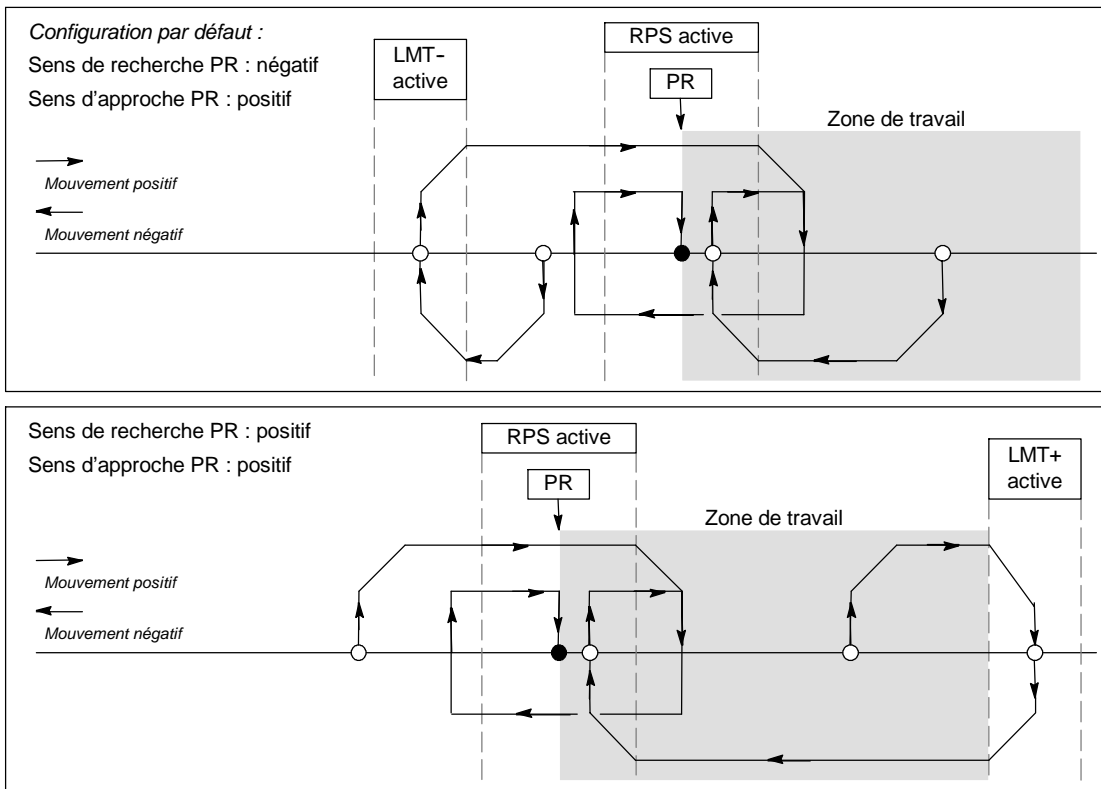 Configuration par défaut :
Sens de recherche PR : négatif
Sens d'approche PR : positif
LMT-
active
RPS active
PR
Zone de travail
Mouvement positif
Mouvement négatif
Sens de recherche PR : positif
Sens d'approche PR : positif
RPS active
PR
LMT+
active
Zone de travail
Mouvement positif
Mouvement négatif